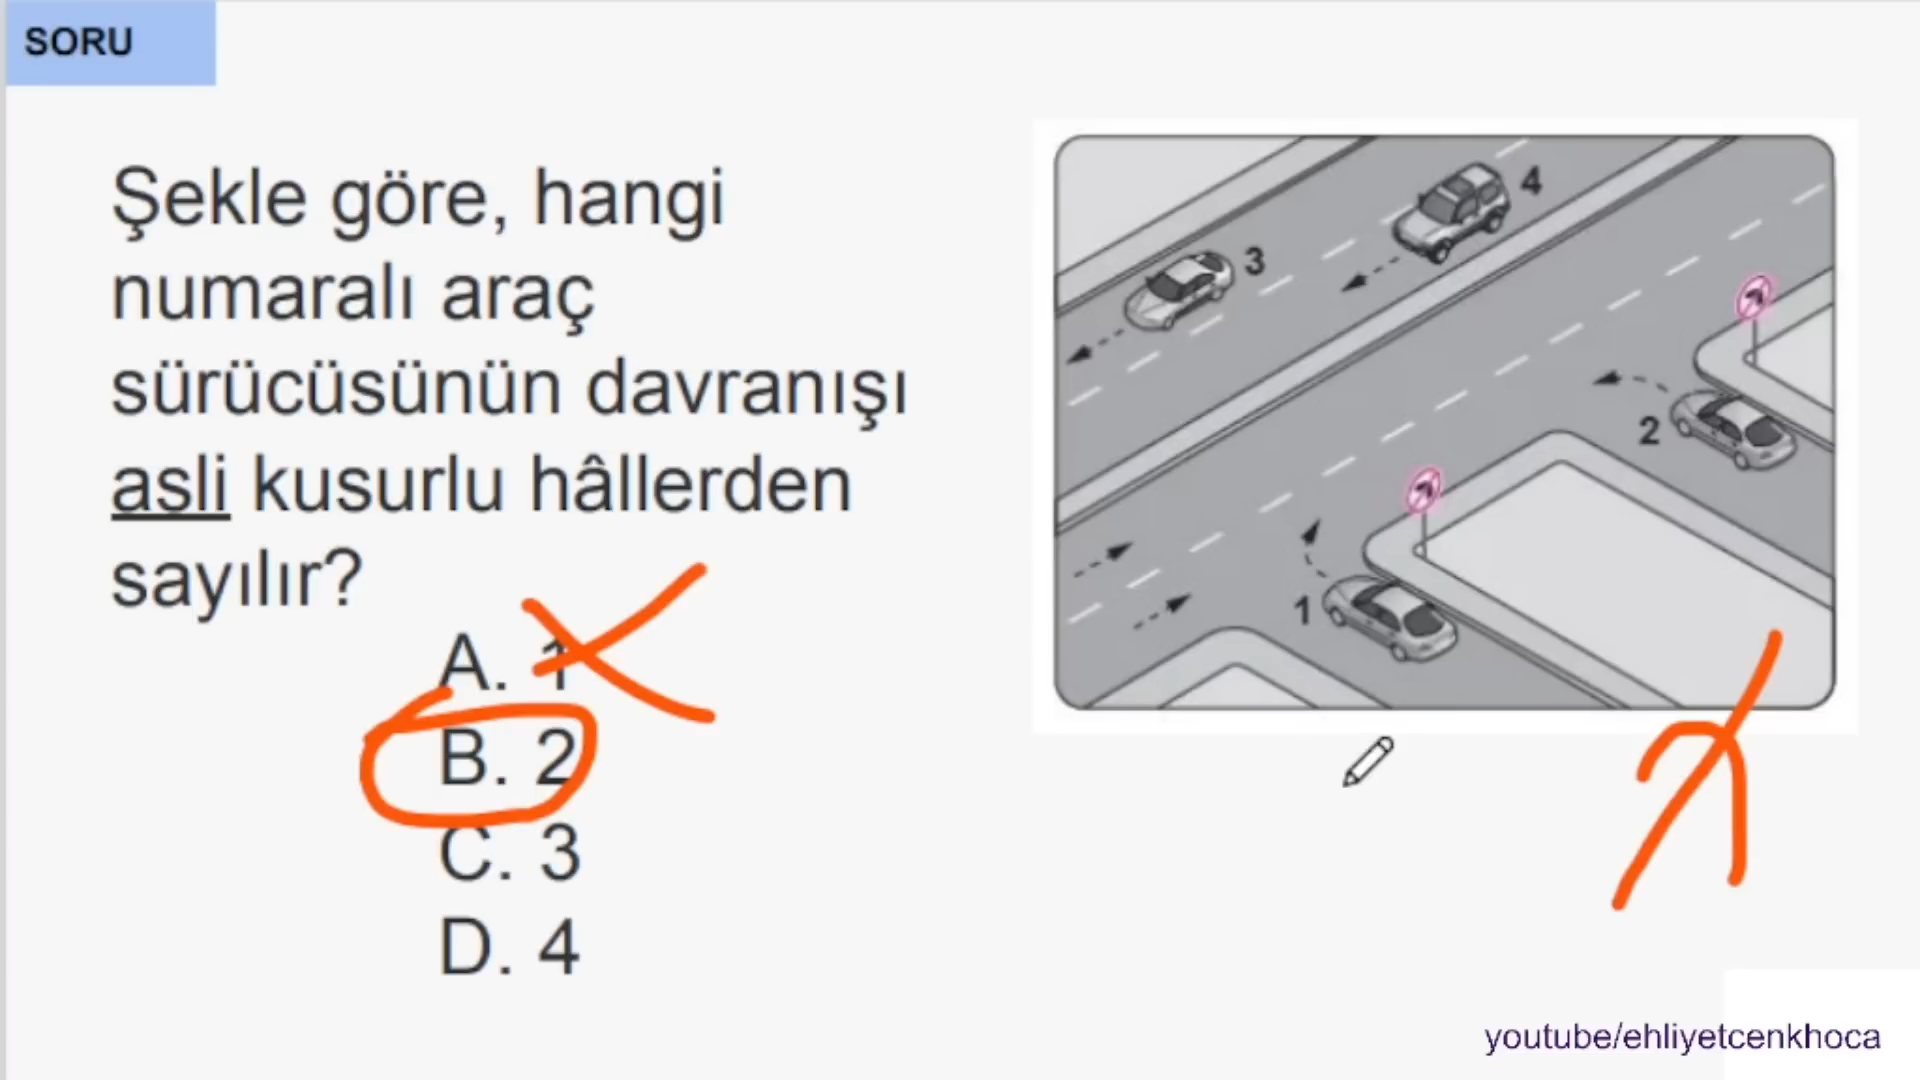 SORU
Şekle göre, hangi
numaralı araç
sürücüsünün davranışı
asli kusurlu hâllerden
sayılır?
A. 1
B. 2
C. 3
D. 4
4
3
2
1
youtube/ehliyetcenkhoca